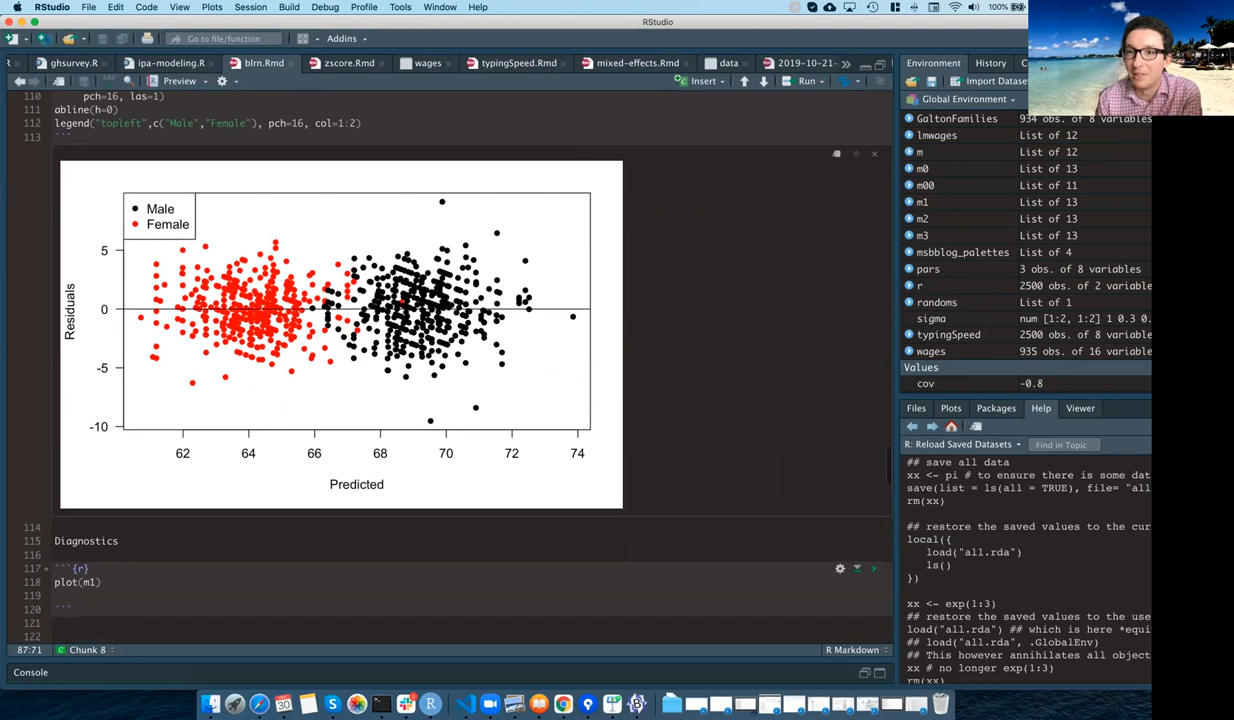 RStudio File Edit Code View Plots Session Build Debug Profile Tools Window Help 100%
RStudio
Go to file/function Addins
ghsurvey.R ipa-modeling.R blrn.Rmd zscore.Rmd wages typingSpeed.Rmd mixed-effects.Rmd data 2019-10-21-
Preview Insert Run
110 pch=16, las=1)
111 abline(h=0)
112 legend("topleft",c("Male","Female"), pch=16, col=1:2)
113 ```
Male
Female
5
0
-5
-10
Residuals
62 64 66 68 70 72 74
Predicted
114
115 Diagnostics
116
117 ```{r}
118 plot(m1)
119
120 ```
121
122
87:71 Chunk 8 R Markdown
Console
Environment History
Import Datase
Global Environment
GaltonFamilies 934 obs. of 8 variables
lmwages List of 12
m List of 12
m0 List of 13
m00 List of 11
m1 List of 13
m2 List of 13
m3 List of 13
msbblog_palettes List of 4
pars 3 obs. of 8 variables
r 2500 obs. of 2 variab
randoms List of 1
sigma num [1:2, 1:2] 1 0.3 0.
typingSpeed 2500 obs. of 8 variab
wages 935 obs. of 16 variable
Values
cov -0.8
Files Plots Packages Help Viewer
R: Reload Saved Datasets Find in Topic
## save all data
xx <- pi # to ensure there is some dat
save(list = ls(all = TRUE), file= "all
rm(xx)
## restore the saved values to the cur
local({
load("all.rda")
ls()
})
xx <- exp(1:3)
## restore the saved values to the use
load("all.rda") ## which is here *equi
## load("all.rda", .GlobalEnv)
## This however annihilates all object
xx # no longer exp(1:3)
rm(xx)
30